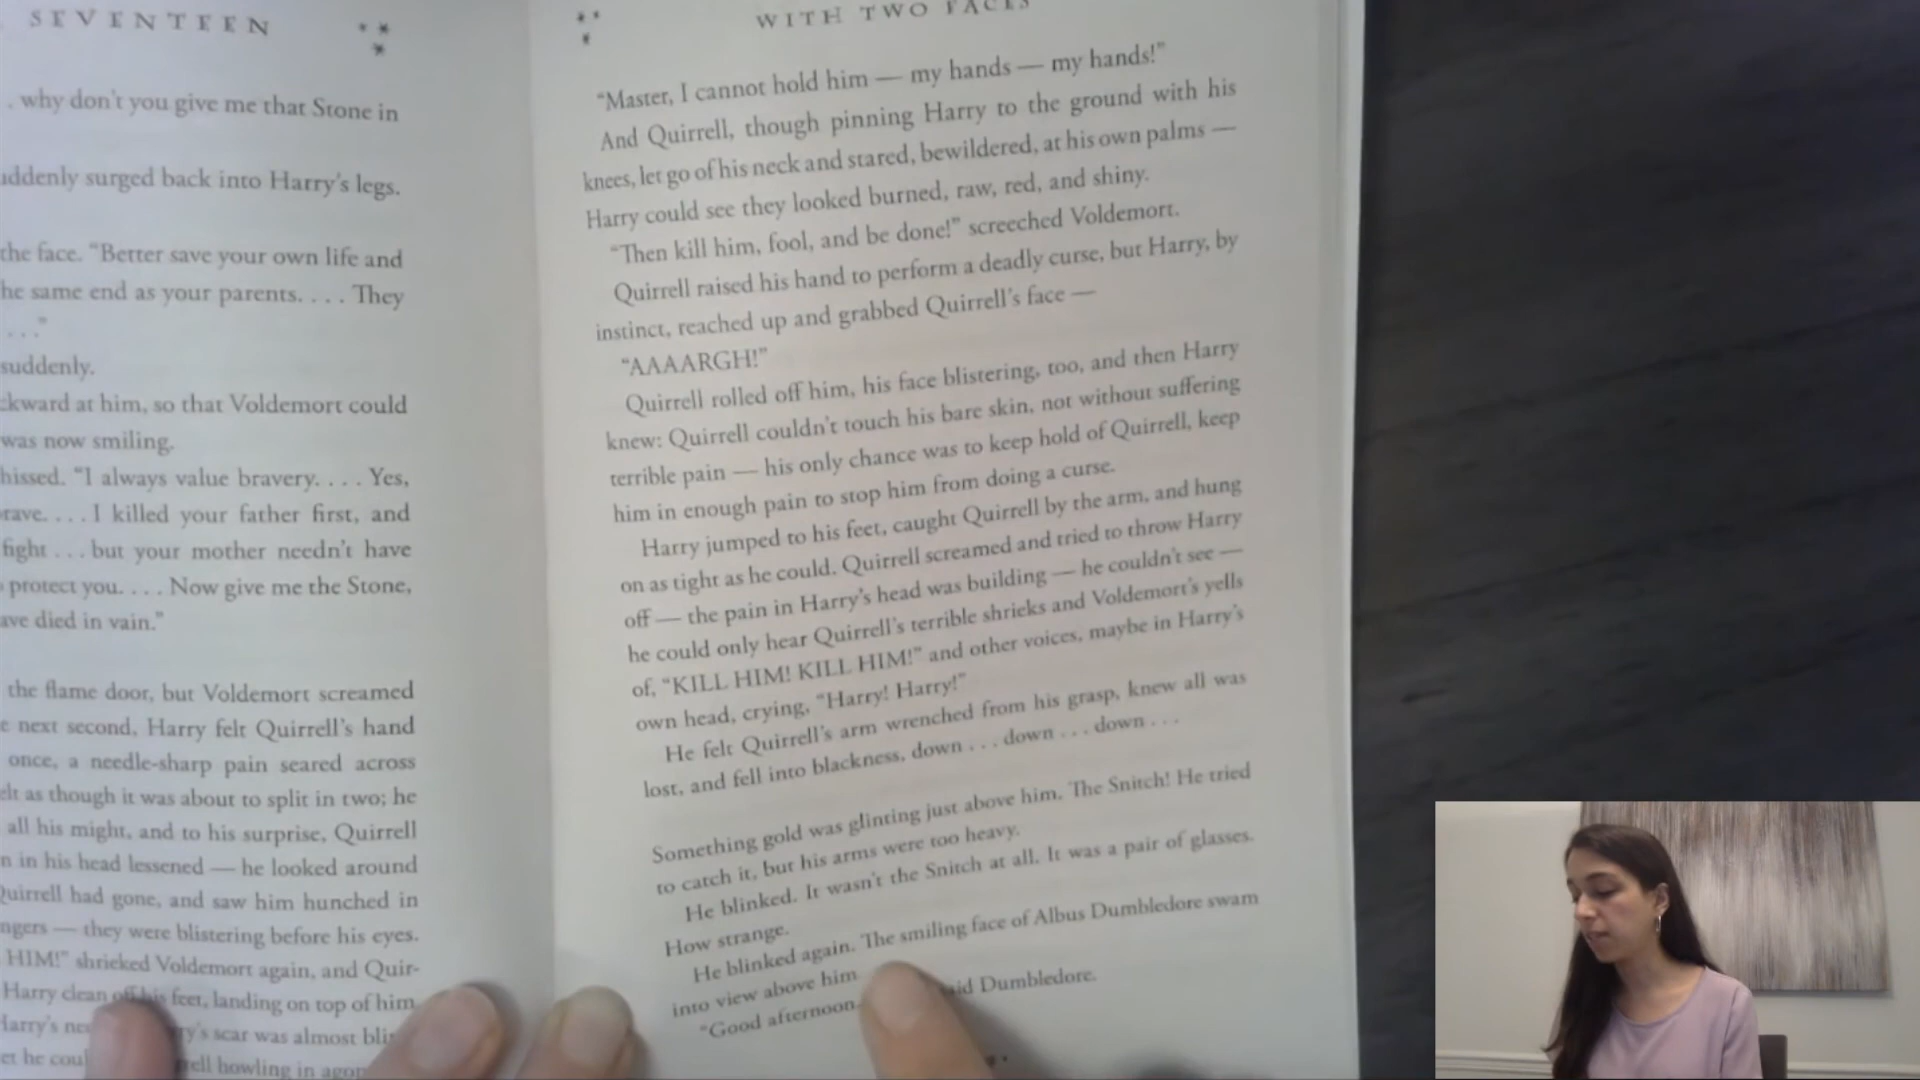 SEVENTEEN
. why don't you give me that Stone in
uddenly surged back into Harry's legs.
the face. "Better save your own life and
he same end as your parents. . . . They
. . ."
suddenly.
ckward at him, so that Voldemort could
was now smiling.
hissed. "I always value bravery. . . . Yes,
rave. . . . I killed your father first, and
fight . . . but your mother needn't have
protect you. . . . Now give me the Stone,
ave died in vain."
the flame door, but Voldemort screamed
e next second, Harry felt Quirrell's hand
once, a needle-sharp pain seared across
elt as though it was about to split in two; he
all his might, and to his surprise, Quirrell
n in his head lessened — he looked around
Quirrell had gone, and saw him hunched in
ngers — they were blistering before his eyes.
HIM!" shrieked Voldemort again, and Quir-
Harry clean off his feet, landing on top of him
Harry's ne y's scar was almost bli
et he coul ell howling in agon
WITH TWO FACES
"Master, I cannot hold him — my hands — my hands!"
And Quirrell, though pinning Harry to the ground with his
knees, let go of his neck and stared, bewildered, at his own palms —
Harry could see they looked burned, raw, red, and shiny.
"Then kill him, fool, and be done!" screeched Voldemort.
Quirrell raised his hand to perform a deadly curse, but Harry, by
instinct, reached up and grabbed Quirrell's face —
"AAAARGH!"
Quirrell rolled off him, his face blistering, too, and then Harry
knew: Quirrell couldn't touch his bare skin, not without suffering
terrible pain — his only chance was to keep hold of Quirrell, keep
him in enough pain to stop him from doing a curse.
Harry jumped to his feet, caught Quirrell by the arm, and hung
on as tight as he could. Quirrell screamed and tried to throw Harry
off — the pain in Harry's head was building — he couldn't see —
he could only hear Quirrell's terrible shrieks and Voldemort's yells
of, "KILL HIM! KILL HIM!" and other voices, maybe in Harry's
own head, crying, "Harry! Harry!"
He felt Quirrell's arm wrenched from his grasp, knew all was
lost, and fell into blackness, down . . . down . . . down . . .
Something gold was glinting just above him. The Snitch! He tried
to catch it, but his arms were too heavy.
He blinked. It wasn't the Snitch at all. It was a pair of glasses.
How strange.
He blinked again. The smiling face of Albus Dumbledore swam
into view above him
"Good afternoon, aid Dumbledore.